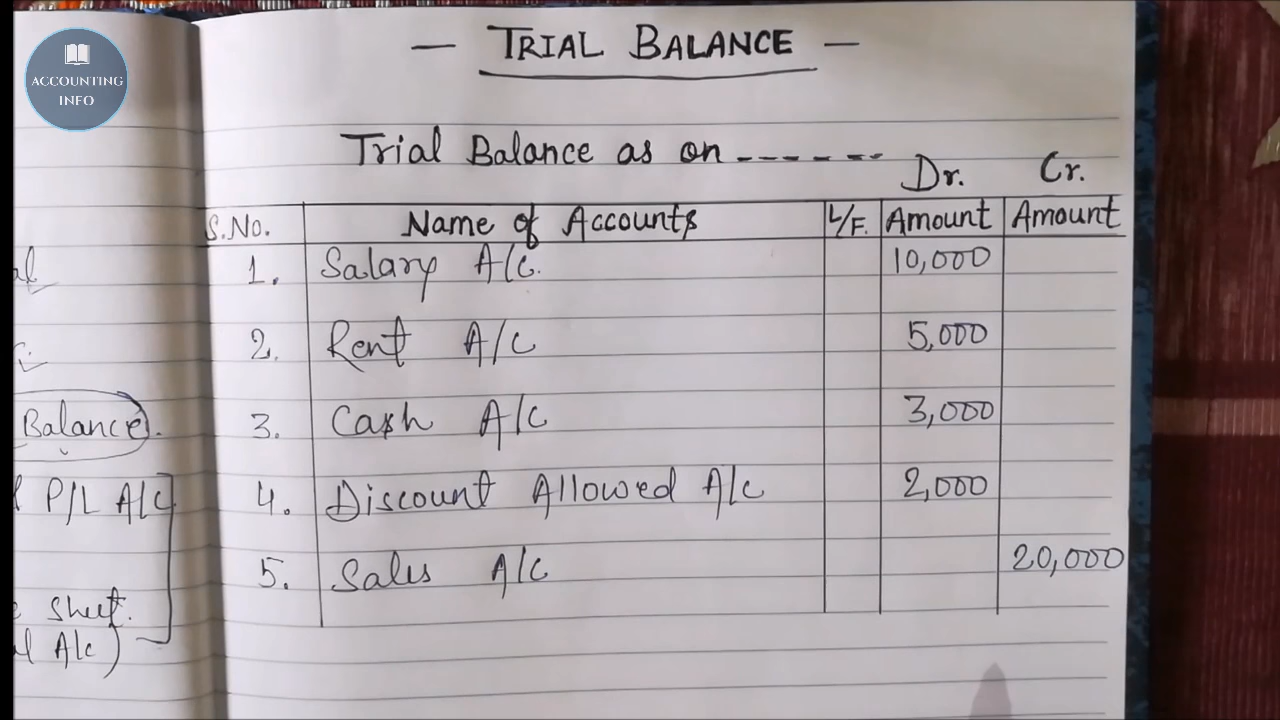 ACCOUNTING
INFO
Balance.
P/L A/C
Sheet.
A/c)
— TRIAL BALANCE —
Trial Balance as on ------
Dr. Cr.
S.No. Name of Accounts L/F. Amount Amount
1. Salary A/C. 10,000
2. Rent A/C 5,000
3. Cash A/C 3,000
4. Discount Allowed A/c 2,000
5. Sales A/C 20,000